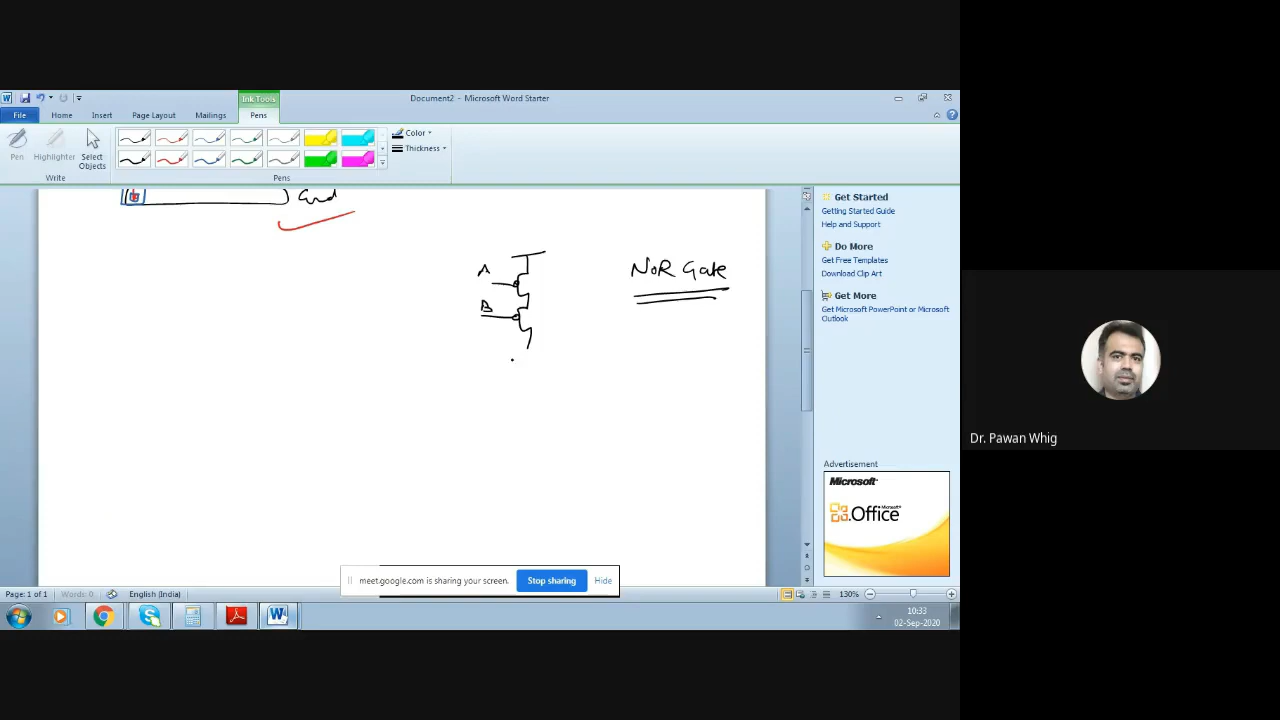 Ink Tools
Document2 - Microsoft Word Starter
File
Home
Insert
Page Layout
Mailings
Pens
Pen
Highlighter
Select
Objects
Color
Thickness
Write
Pens
Gnd
A
B
NOR Gate
Get Started
Getting Started Guide
Help and Support
Do More
Get Free Templates
Download Clip Art
Get More
Get Microsoft PowerPoint or Microsoft
Outlook
Advertisement
Microsoft
Microsoft
Office
meet.google.com is sharing your screen.
Stop sharing
Hide
Page: 1 of 1
Words: 0
English (India)
130%
10:33
02-Sep-2020
Dr. Pawan Whig